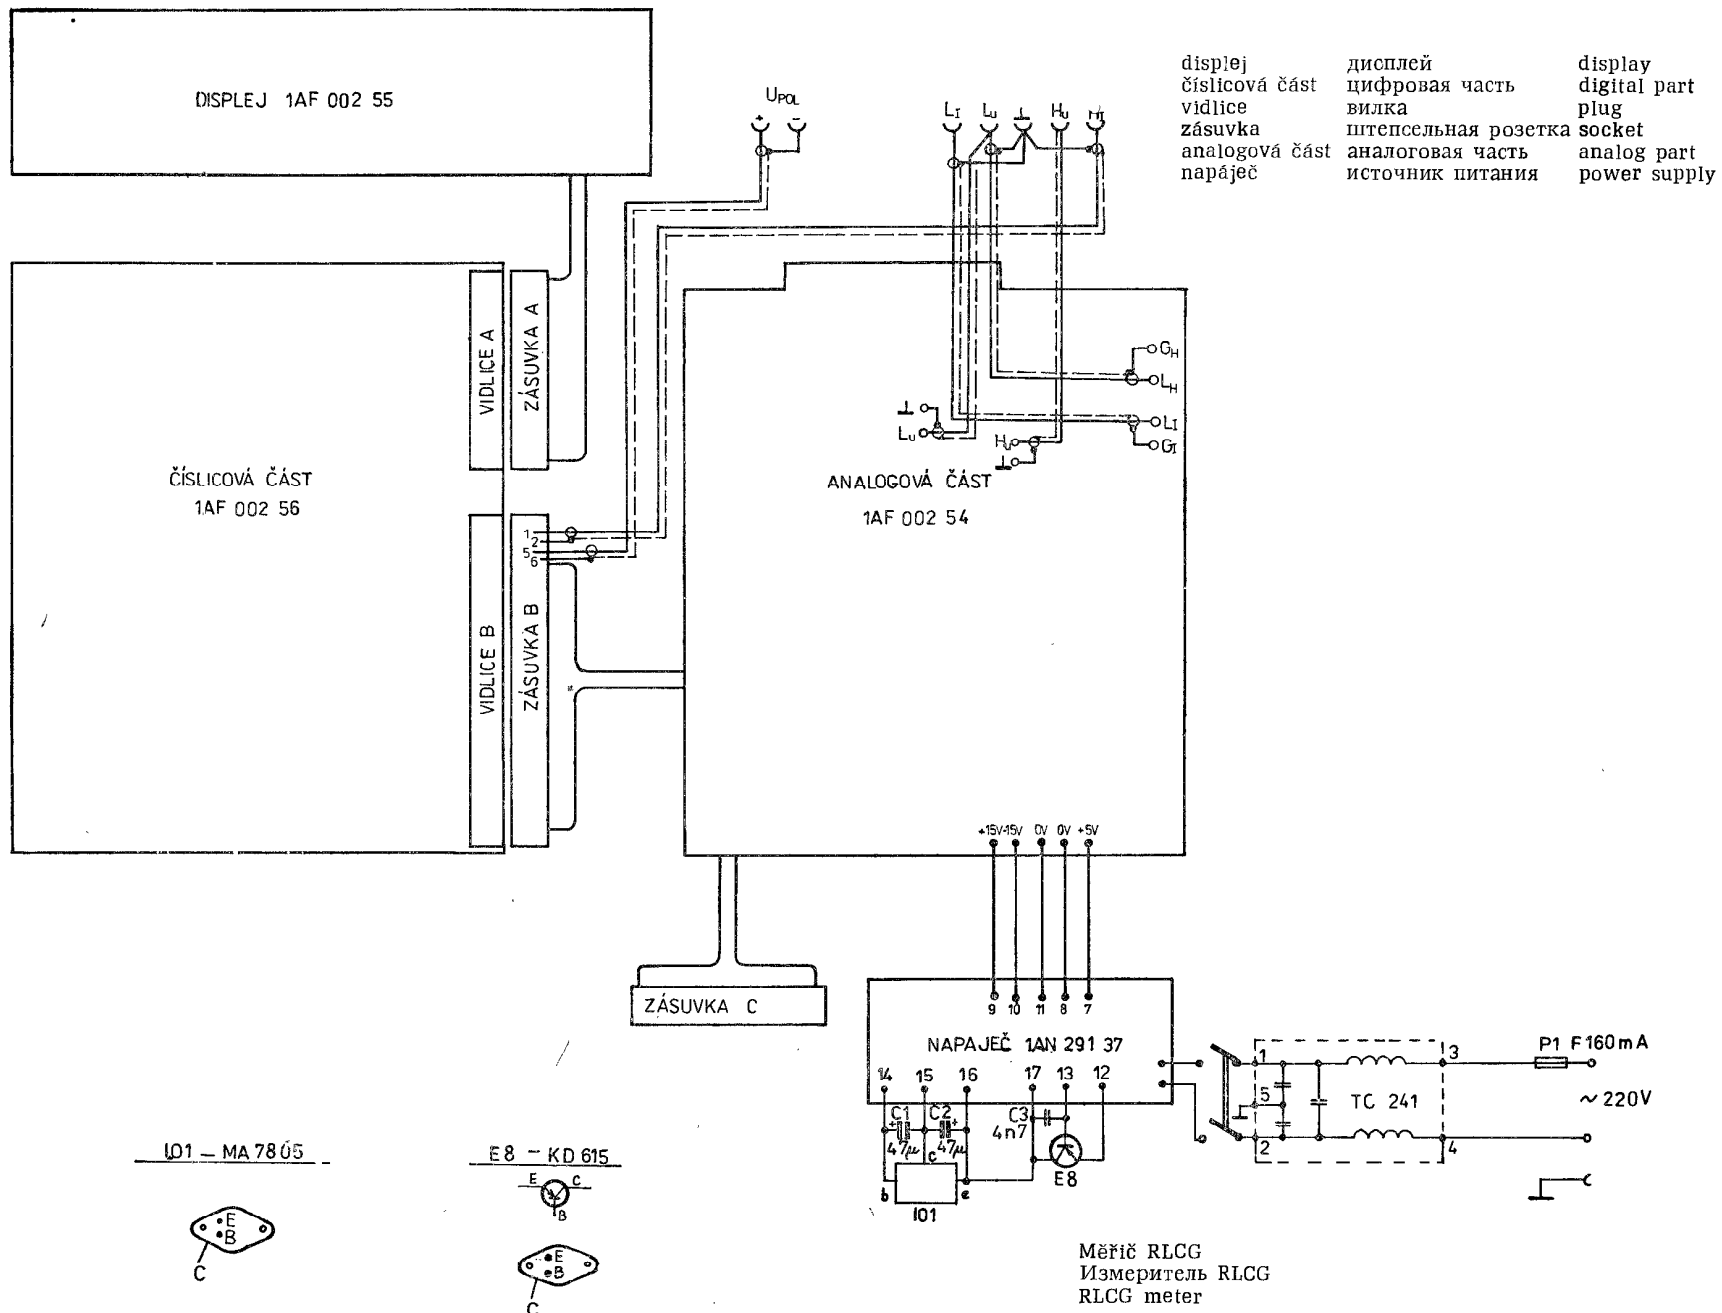 DISPLEJ 1AF 002 55
UPOL
+ -
LI LU ⊥ HU HI
displej дисплей display
číslicová část цифровая часть digital part
vidlice вилка plug
zásuvka штепсельная розетка socket
analogová část аналоговая часть analog part
napáječ источник питания power supply
VIDLICE A
ZÁSUVKA A
GH
LH
LI
GI
⊥
LU
HU
⊥
ČÍSLICOVÁ ČÁST
1AF 002 56
ANALOGOVÁ ČÁST
1AF 002 54
1
2
5
6
VIDLICE B
ZÁSUVKA B
+15V -15V 0V 0V +5V
ZÁSUVKA C
9 10 11 8 7
NAPAJEČ 1AN 291 37
14 15 16 17 13 12
C1 C2 C3
+ +
47µ 47µ 4n7
c
b e
IO1
E8
1 3
5
2 4
TC 241
P1 F160mA
~220V
IO1 – MA7805
E
B
C
E8 – KD 615
E C
B
E
B
C
Měřič RLCG
Измеритель RLCG
RLCG meter